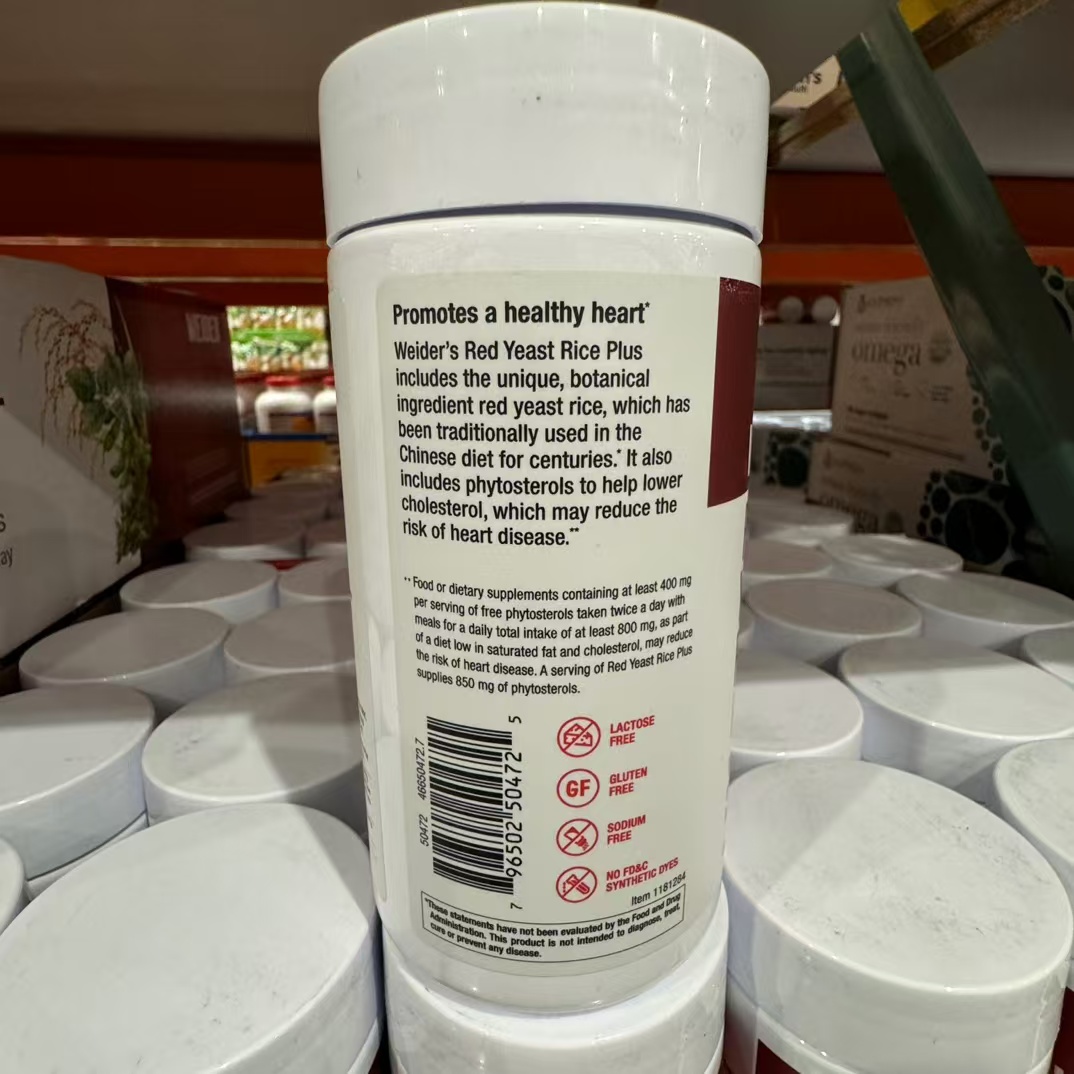 Promotes a healthy heart*
Weider's Red Yeast Rice Plus
includes the unique, botanical
ingredient red yeast rice, which has
been traditionally used in the
Chinese diet for centuries.* It also
includes phytosterols to help lower
cholesterol, which may reduce the
risk of heart disease.**
** Food or dietary supplements containing at least 400 mg
per serving of free phytosterols taken twice a day with
meals for a daily total intake of at least 800 mg, as part
of a diet low in saturated fat and cholesterol, may reduce
the risk of heart disease. A serving of Red Yeast Rice Plus
supplies 850 mg of phytosterols.
50472 46650472.7
7 96502 50472 5
LACTOSE
FREE
GF
GLUTEN
FREE
SODIUM
FREE
NO FD&C
SYNTHETIC DYES
Item 1181284
*These statements have not been evaluated by the Food and Drug
Administration. This product is not intended to diagnose, treat,
cure or prevent any disease.
omega
omega